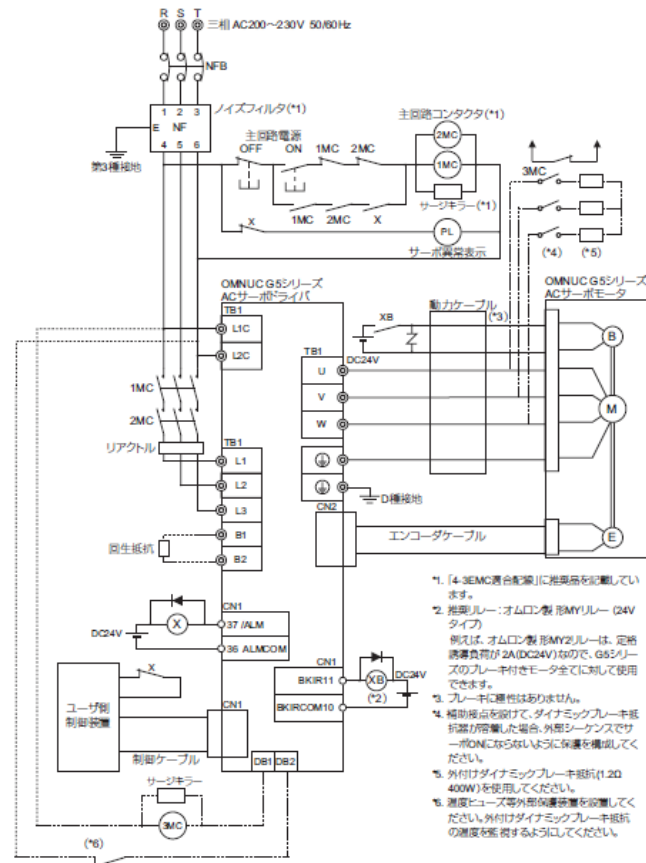 R S T
三相 AC200～230V 50/60Hz
NFB
1 2 3
ノイズフィルタ(*1)
E NF
4 5 6
第3種接地
主回路電源
OFF ON 1MC 2MC
1MC 2MC X
主回路コンタクタ(*1)
2MC
1MC
サージキラー(*1)
X
PL
サーボ異常表示
3MC
(*4) (*5)
OMNUC G5シリーズ
ACサーボドライバ
TB1
L1C
L2C
1MC
2MC
リアクトル
TB1
L1
L2
L3
B1
B2
回生抵抗
XB
DC24V
動力ケーブル
(*3)
TB1
U
V
W
D種接地
CN2
エンコーダケーブル
OMNUC G5シリーズ
ACサーボモータ
B
M
E
CN1
X
DC24V
37 /ALM
36 ALMCOM
X
ユーザ側
制御装置
CN1
制御ケーブル
CN1
BKIR11
BKIRCOM10
XB
(*2)
DC24V
DB1 DB2
サージキラー
3MC
(*6)
*1. 「4-3EMC適合配線」に推奨品を記載してい
ます。
*2. 推奨リレー：オムロン製 形MYリレー (24V
タイプ)
例えば、オムロン製 形MY2リレーは、定格
誘導負荷が 2A(DC24V)なので、G5シリー
ズのブレーキ付きモータ全てに対して使用
できます。
*3. ブレーキに極性はありません。
*4. 補助接点を設けて、ダイナミックブレーキ抵
抗器が溶着した場合、外部シーケンスでサ
ーボONにならないように保護を構成してく
ださい。
*5. 外付けダイナミックブレーキ抵抗(1.2Ω
400W)を使用してください。
*6. 温度ヒューズ等外部保護装置を設置してく
ださい。外付けダイナミックブレーキ抵抗
の温度を監視するようにしてください。